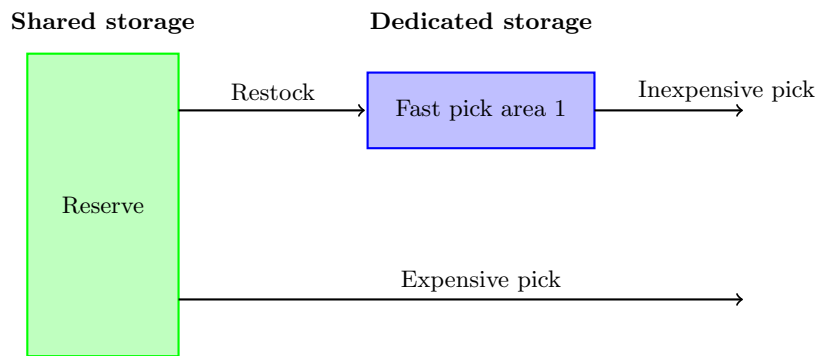 Shared storage
Dedicated storage
Restock
Fast pick area 1
Inexpensive pick
Reserve
Expensive pick